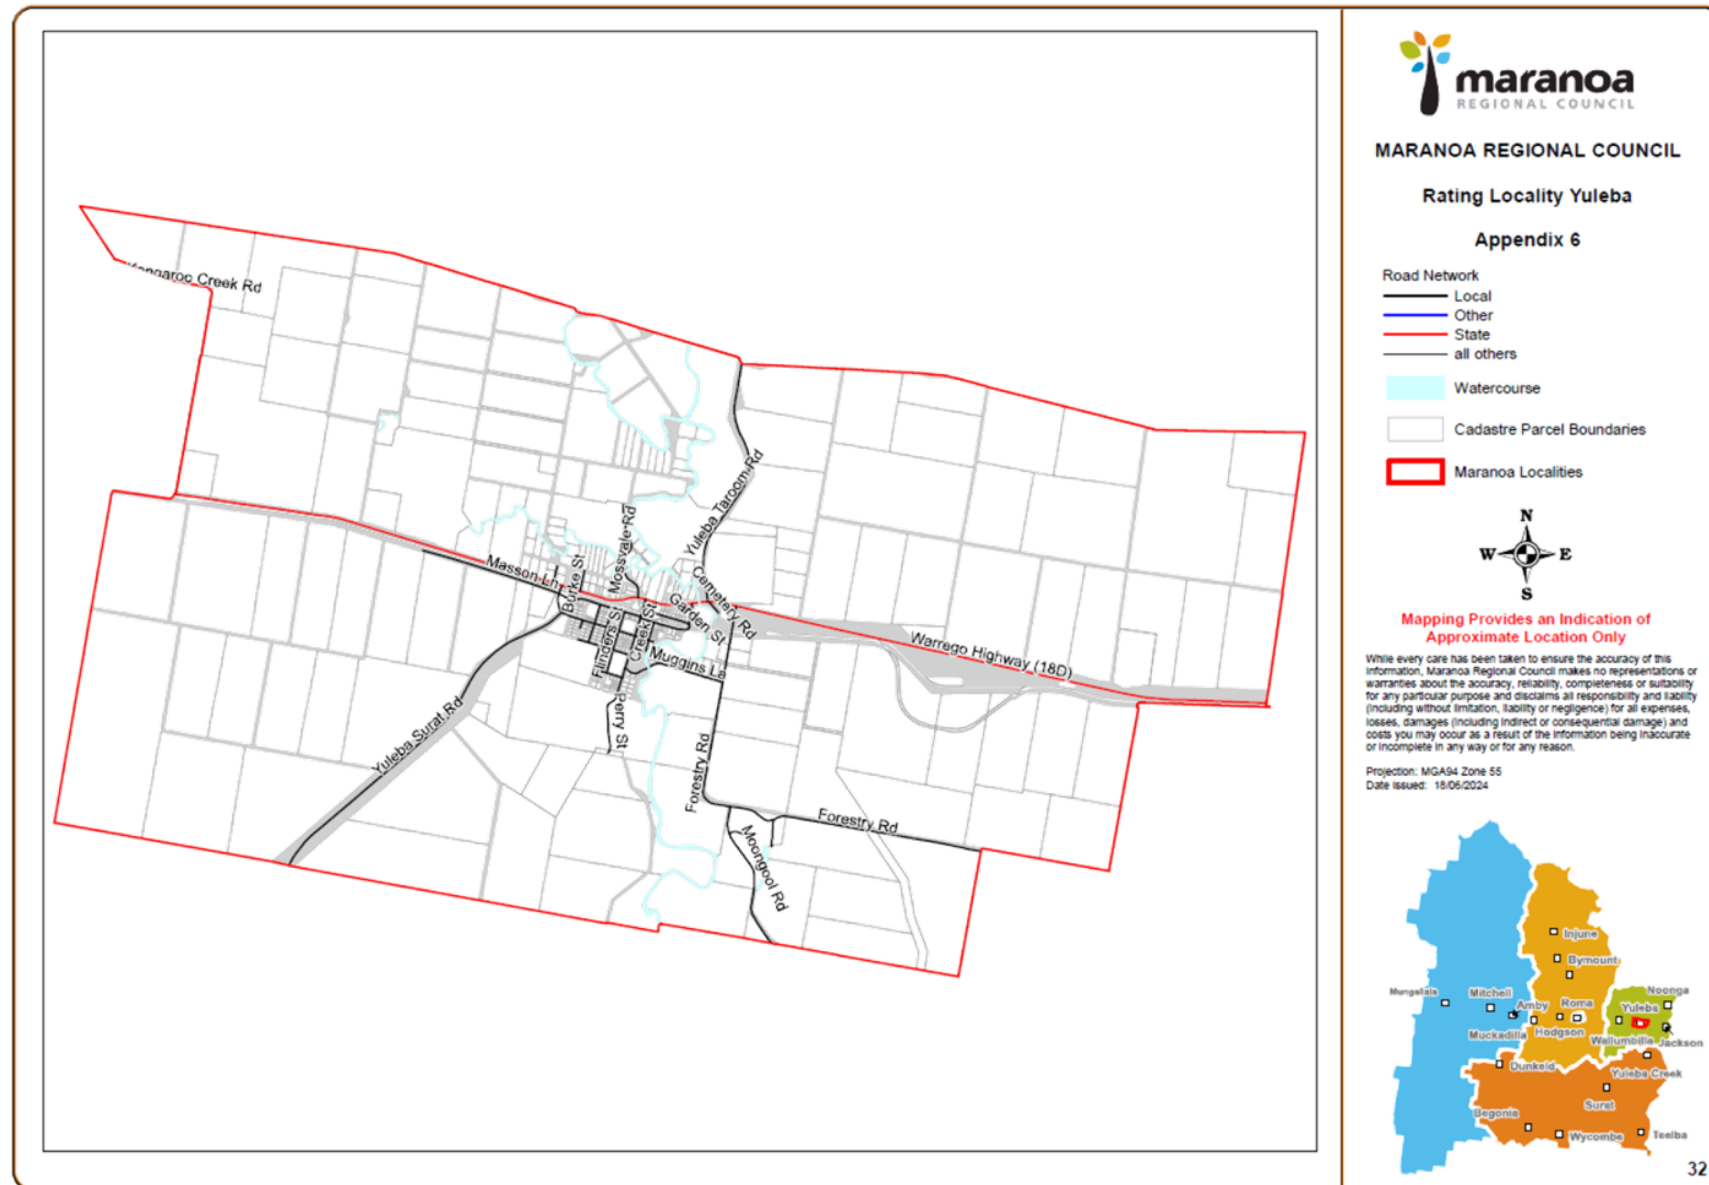 Kangaroo Creek Rd
Yuleba Taroom Rd
Mossvale Rd
Masson Ln
Burke St
Cemetery Rd
Garden St
Flinders St
Creek St
Muggins La
Warrego Highway (18D)
Perry St
Yuleba Surat Rd
Forestry Rd
Forestry Rd
Moongool Rd
maranoa
REGIONAL COUNCIL
MARANOA REGIONAL COUNCIL
Rating Locality Yuleba
Appendix 6
Road Network
Local
Other
State
all others
Watercourse
Cadastre Parcel Boundaries
Maranoa Localities
N
W E
S
Mapping Provides an Indication of
Approximate Location Only
While every care has been taken to ensure the accuracy of this
information, Maranoa Regional Council makes no representations or
warranties about the accuracy, reliability, completeness or suitability
for any particular purpose and disclaims all responsibility and liability
(including without limitation, liability or negligence) for all expenses,
losses, damages (including indirect or consequential damage) and
costs you may occur as a result of the information being inaccurate
or incomplete in any way or for any reason.
Projection: MGA94 Zone 55
Date Issued: 18/06/2024
Injune
Bymount
Mungallala
Mitchell
Amby
Roma
Noonga
Yuleba
Muckadilla
Hodgson
Wallumbilla
Jackson
Dunkeld
Yuleba Creek
Surat
Begonia
Wycombe
Teelba
32